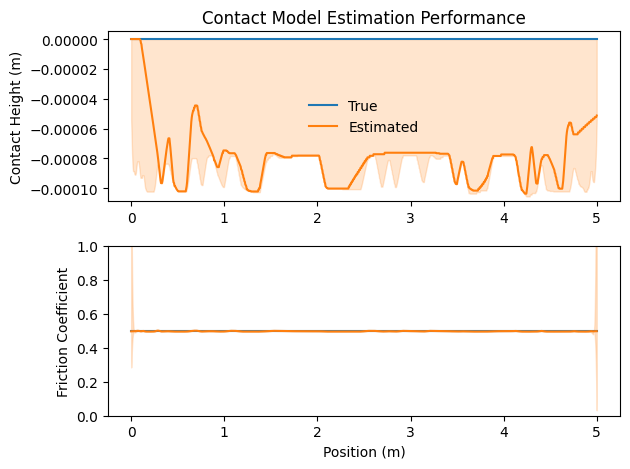 Contact Model Estimation Performance
Contact Height (m)
0.00000
−0.00002
−0.00004
−0.00006
−0.00008
−0.00010
True
Estimated
0 1 2 3 4 5
Friction Coefficient
1.0
0.8
0.6
0.4
0.2
0.0
0 1 2 3 4 5
Position (m)